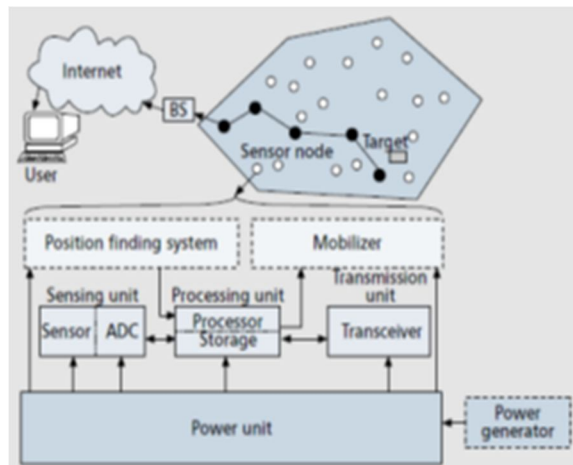 Internet
BS
Target
Sensor node
User
Position finding system
Mobilizer
Transmission
unit
Sensing unit
Processing unit
Sensor
ADC
Processor
Storage
Transceiver
Power unit
Power
generator